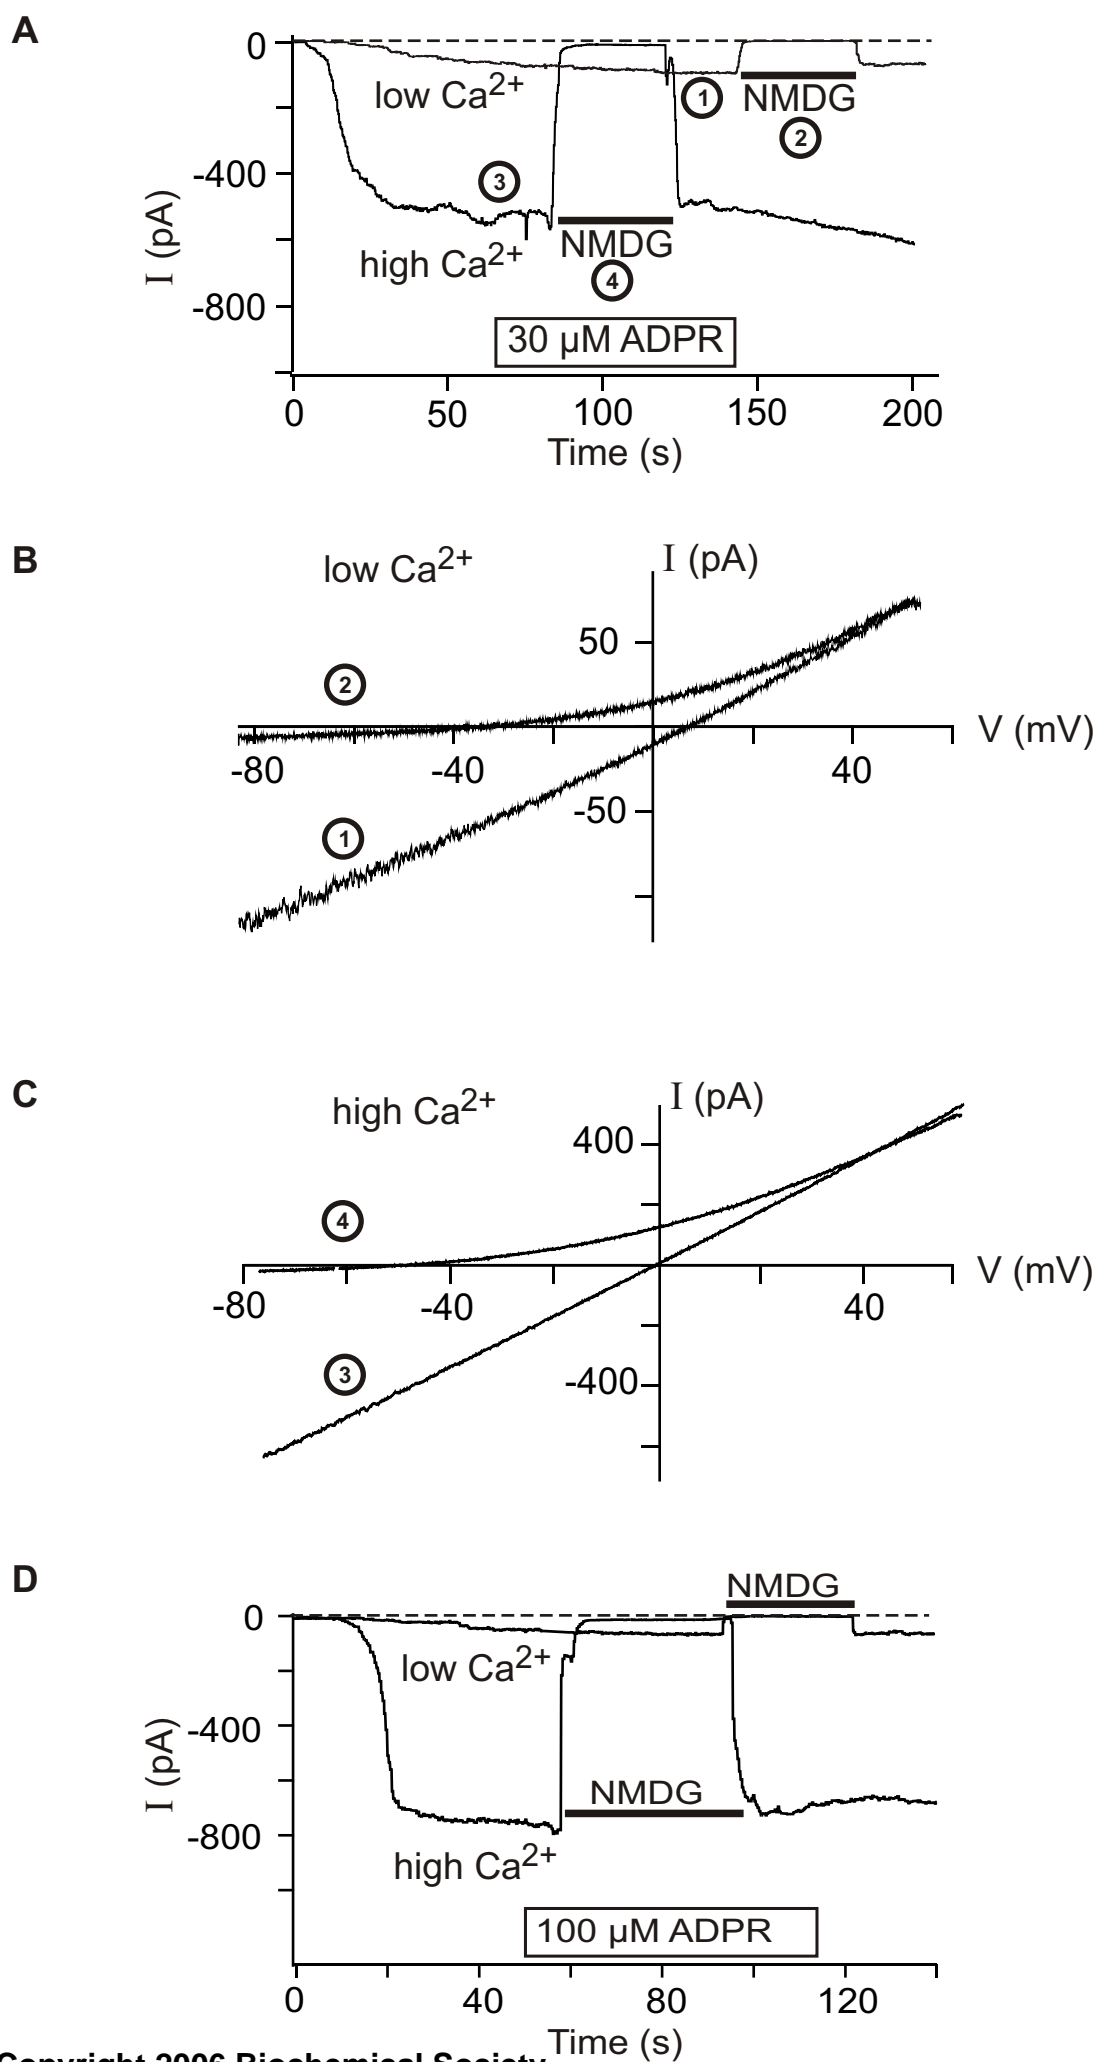 A
0
-400
-800
I (pA)
low Ca2+
1
NMDG
2
3
high Ca2+
NMDG
4
30 µM ADPR
0 50 100 150 200
Time (s)
B
low Ca2+
I (pA)
50
2
V (mV)
-80 -40 40
-50
1
C
high Ca2+
I (pA)
400
4
V (mV)
-80 -40 40
-400
3
D
NMDG
0
low Ca2+
-400
I (pA)
NMDG
-800
high Ca2+
100 µM ADPR
0 40 80 120
Time (s)
Copyright 2006 Biochemical Society